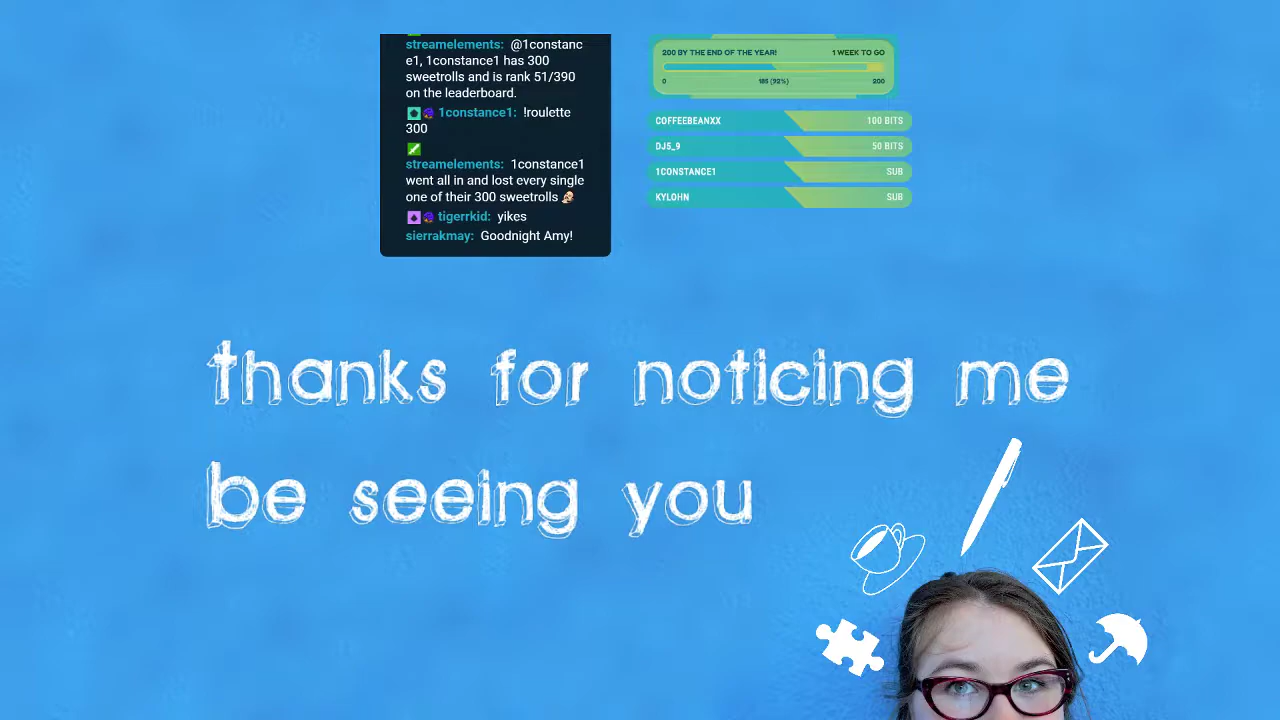 streamelements: @1constanc
e1, 1constance1 has 300
sweetrolls and is rank 51/390
on the leaderboard.
1constance1: !roulette
300
streamelements: 1constance1
went all in and lost every single
one of their 300 sweetrolls
tigerrkid: yikes
sierrakmay: Goodnight Amy!
200 BY THE END OF THE YEAR! 1 WEEK TO GO
0 185 (92%) 200
COFFEEBEANXX 100 BITS
DJ5_9 50 BITS
1CONSTANCE1 SUB
KYLOHN SUB
thanks for noticing me
be seeing you